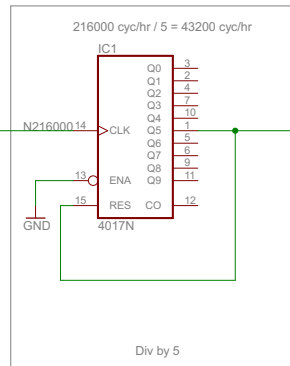 216000 cyc/hr / 5 = 43200 cyc/hr
IC1
Q0 3
Q1 2
Q2 4
Q3 7
N216000 14 CLK Q4 10
Q5 1
Q6 5
Q7 6
Q8 9
13 ENA Q9 11
15 RES CO 12
GND
4017N
Div by 5